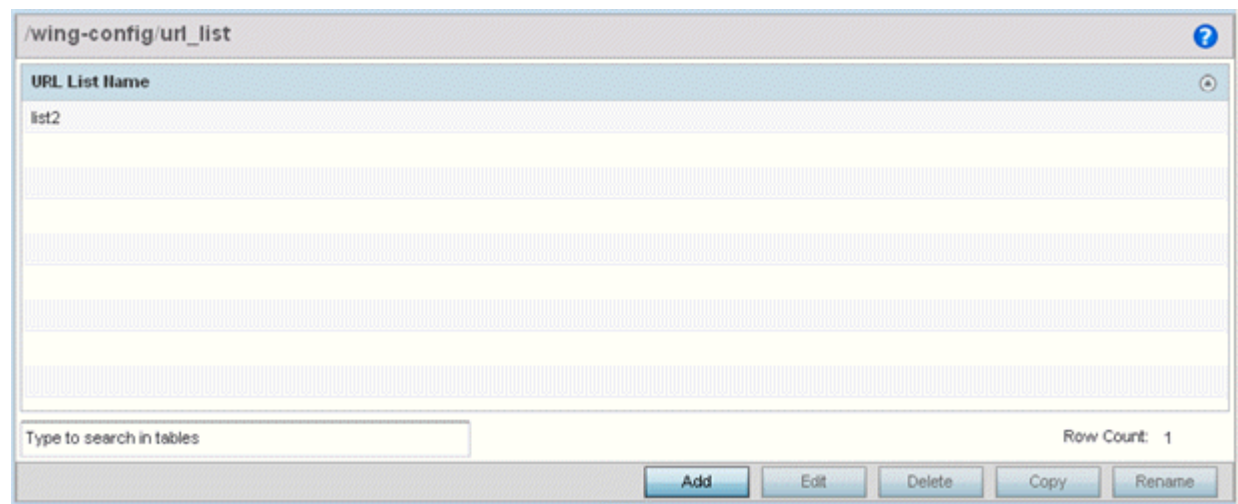 /wing-config/url_list
?
URL List Name
list2
Type to search in tables
Row Count: 1
Add Edit Delete Copy Rename